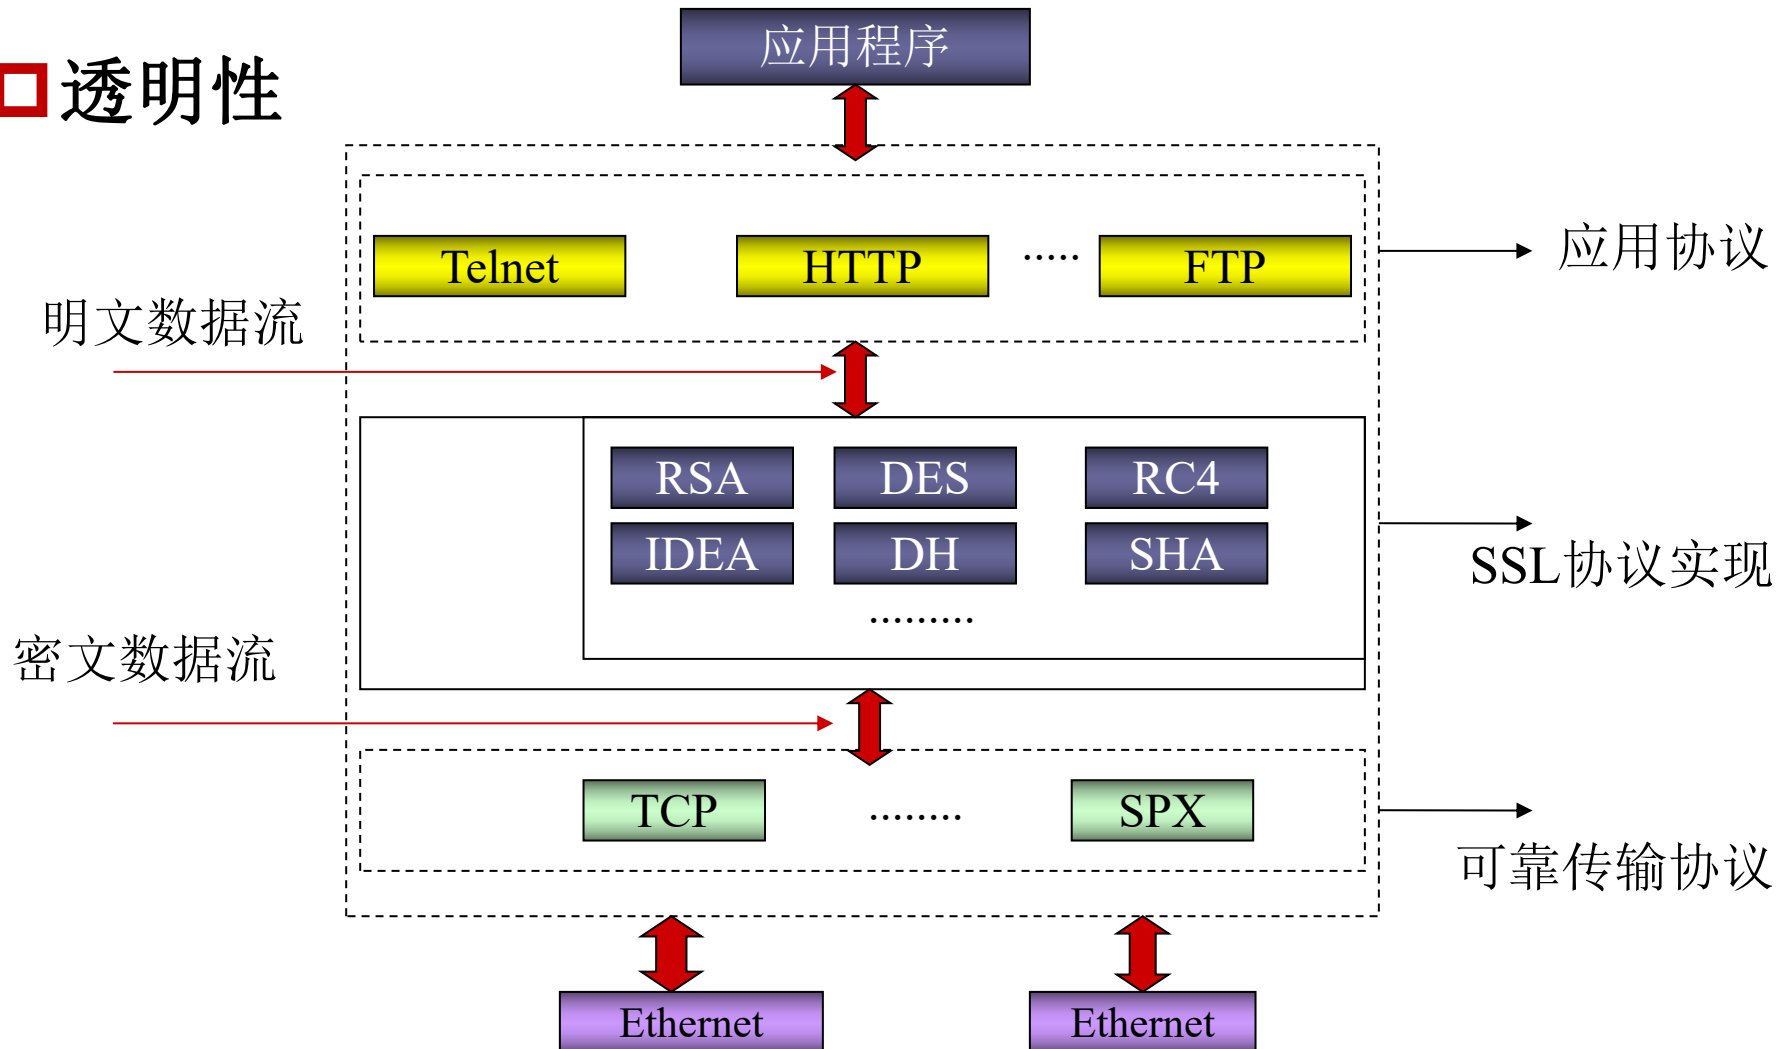 应用程序
透明性
Telnet
HTTP
.....
FTP
应用协议
明文数据流
RSA
DES
RC4
IDEA
DH
SHA
.........
SSL协议实现
密文数据流
TCP
........
SPX
可靠传输协议
Ethernet
Ethernet